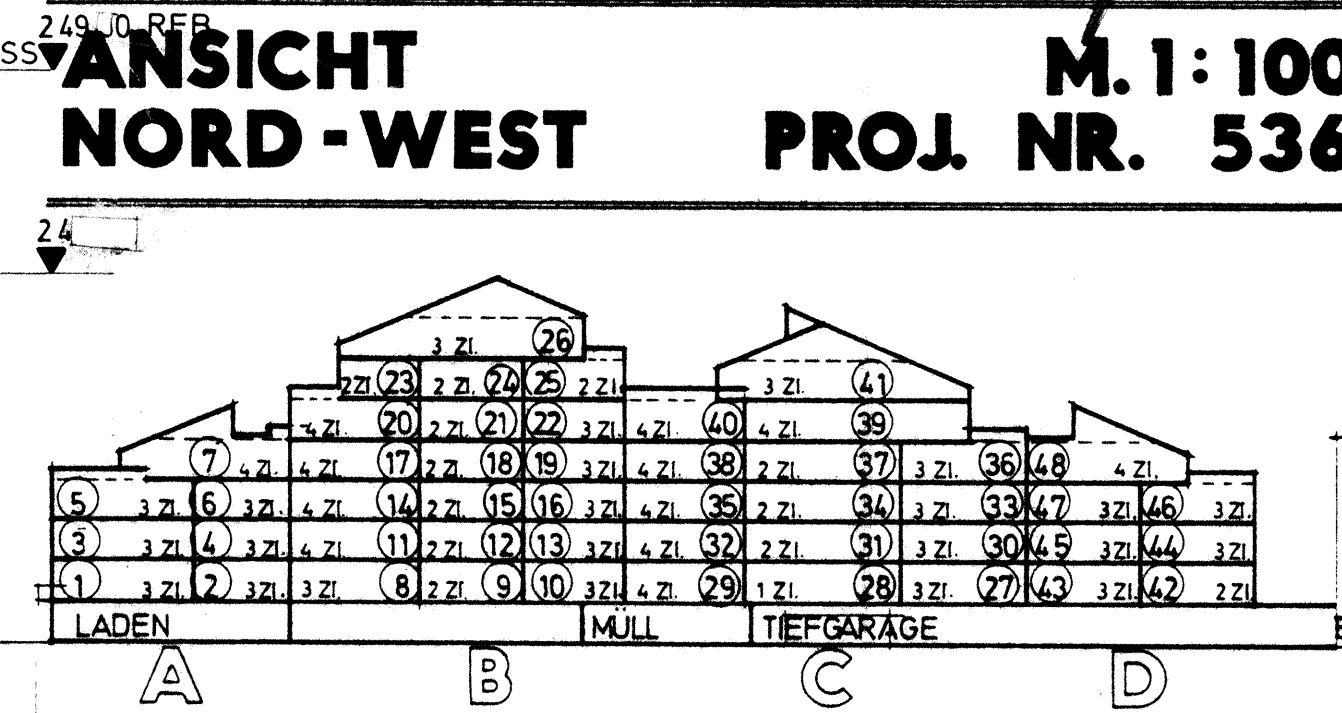 249,00 RFB
SS
ANSICHT M. 1:100
NORD-WEST PROJ. NR. 536
24
3 ZI. 26
2ZI. 23 2 ZI. 24 25 2 ZI. 3 ZI. 41
4 ZI. 20 2 ZI. 21 22 3 ZI. 4 ZI. 40 4 ZI. 39
7 4 ZI. 4 ZI. 17 2 ZI. 18 19 3 ZI. 4 ZI. 38 2 ZI. 37 3 ZI. 36 48 4 ZI.
5 3 ZI. 6 3 ZI. 4 ZI. 14 2 ZI. 15 16 3 ZI. 4 ZI. 35 2 ZI. 34 3 ZI. 33 47 3 ZI. 46 3 ZI.
3 3 ZI. 4 3 ZI. 4 ZI. 11 2 ZI. 12 13 3 ZI. 4 ZI. 32 2 ZI. 31 3 ZI. 30 45 3 ZI. 44 3 ZI.
1 3 ZI. 2 3 ZI. 3 ZI. 8 2 ZI. 9 10 3 ZI. 4 ZI. 29 1 ZI. 28 3 ZI. 27 43 3 ZI. 42 2 ZI.
LADEN MÜLL TIEFGARAGE
A B C D